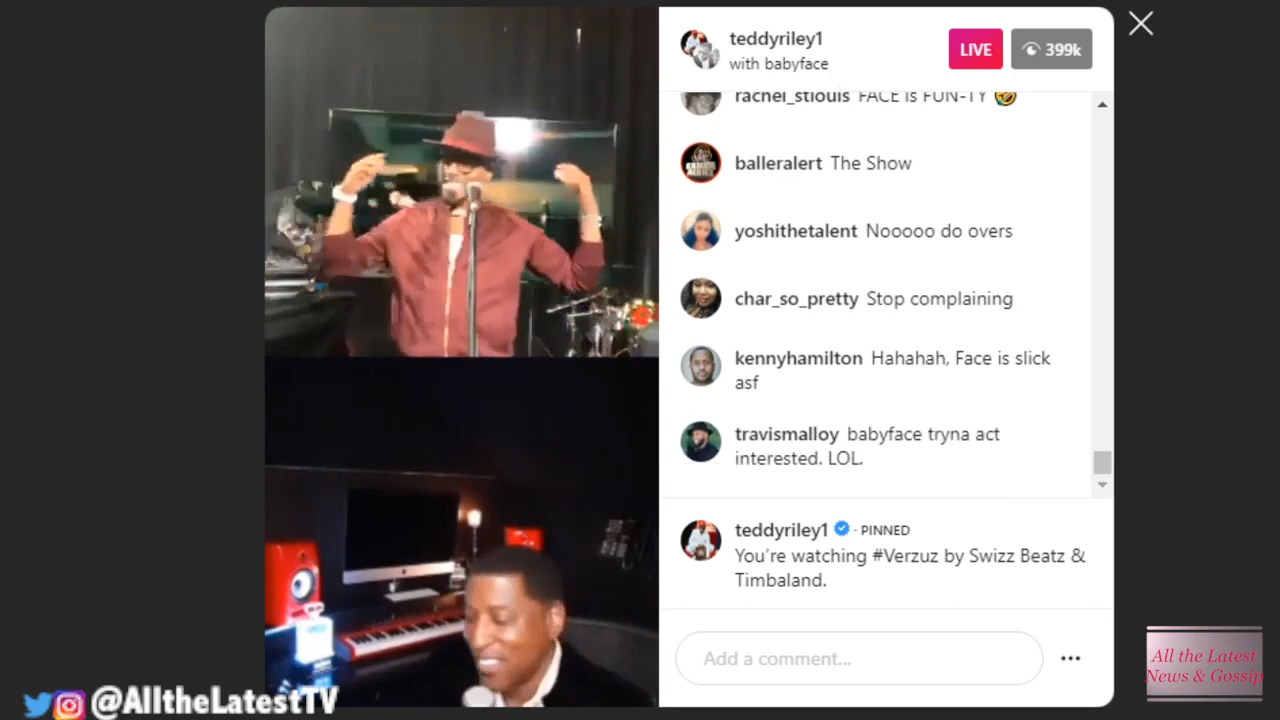 teddyriley1
with babyface
LIVE
399k
rachel_stlouis FACE IS FUN-TY 🤣
balleralert The Show
yoshithetalent Nooooo do overs
char_so_pretty Stop complaining
kennyhamilton Hahahah, Face is slick
asf
travismalloy babyface tryna act
interested. LOL.
teddyriley1 · PINNED
You're watching #Verzuz by Swizz Beatz &
Timbaland.
Add a comment...
All the Latest
News & Gossip
@AlltheLatestTV